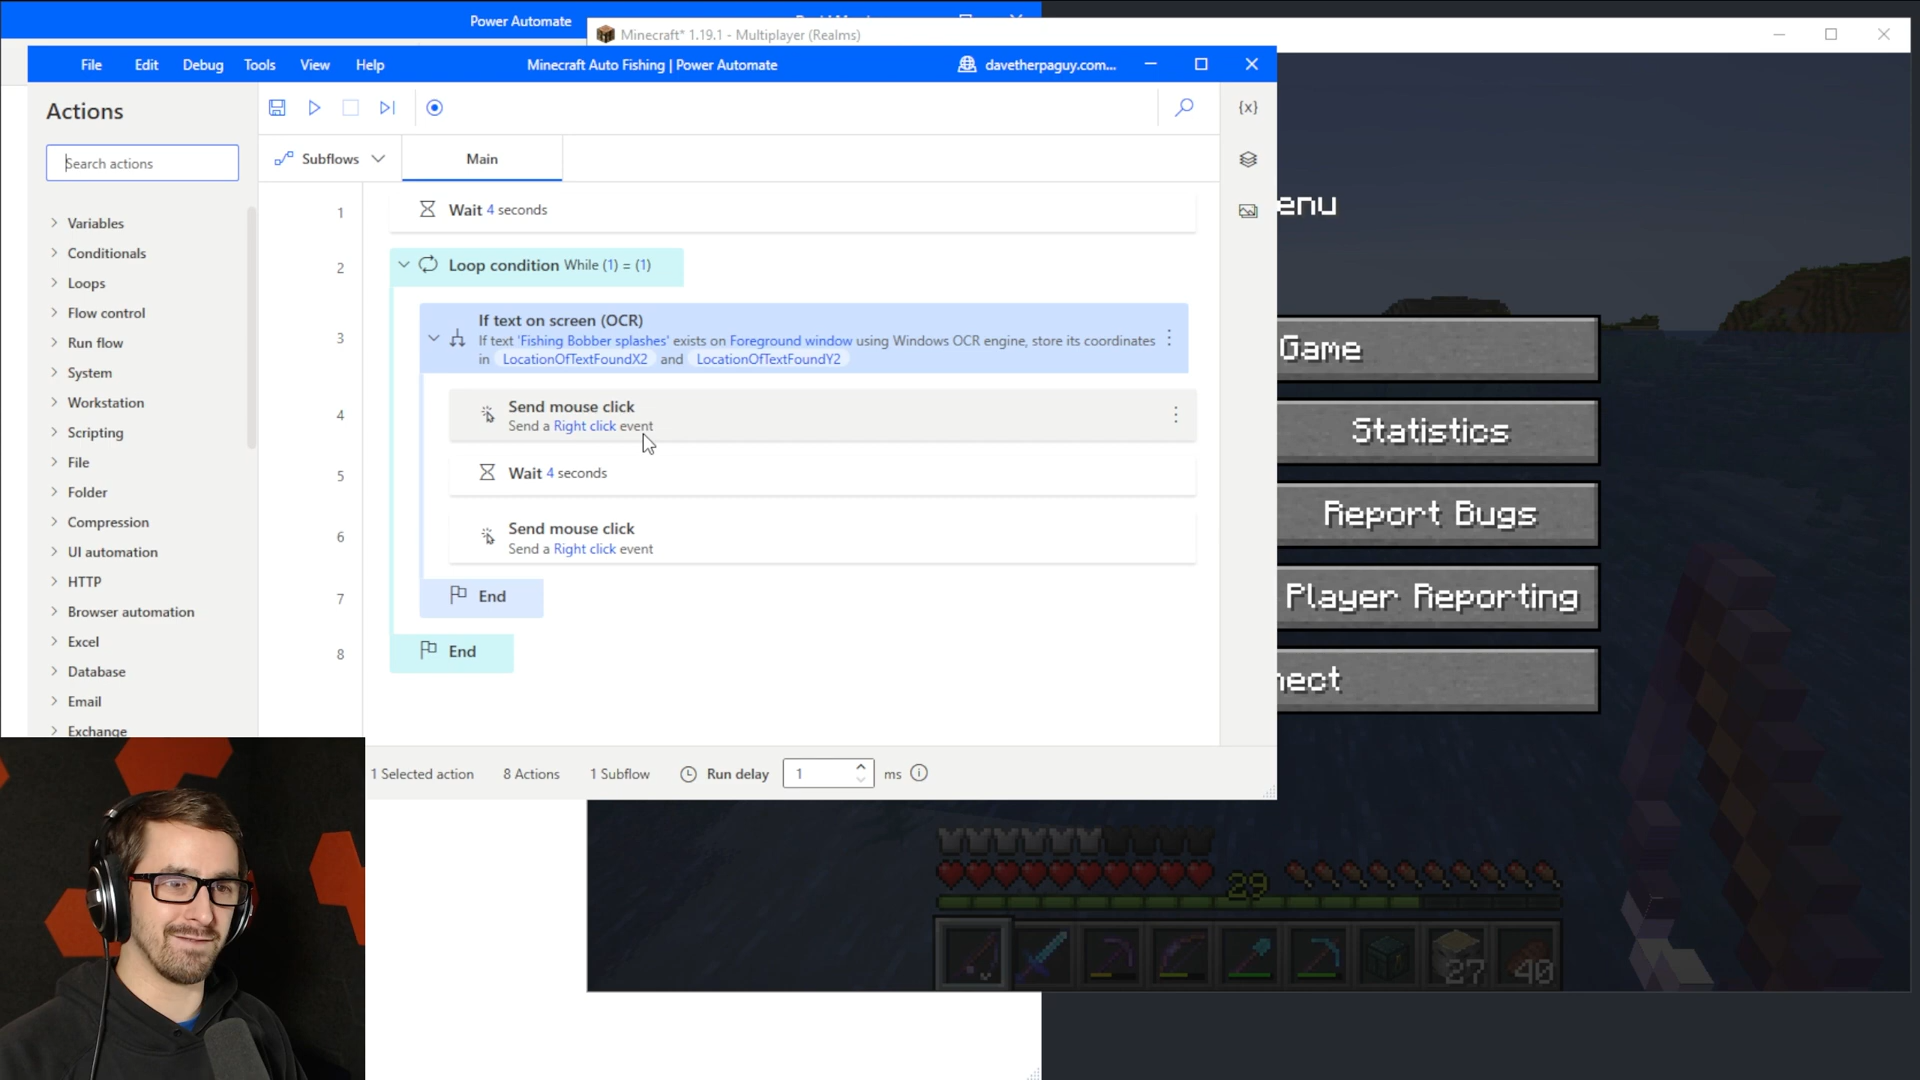 Power Automate
Minecraft* 1.19.1 - Multiplayer (Realms)
File Edit Debug Tools View Help
Minecraft Auto Fishing | Power Automate
davetherpaguy.com...
Actions
Search actions
{x}
Subflows
Main
Variables
Conditionals
Loops
Flow control
Run flow
System
Workstation
Scripting
File
Folder
Compression
UI automation
HTTP
Browser automation
Excel
Database
Email
Exchange
1
Wait 4 seconds
2
Loop condition While (1) = (1)
3
If text on screen (OCR)
If text 'Fishing Bobber splashes' exists on Foreground window using Windows OCR engine, store its coordinates
in LocationOfTextFoundX2 and LocationOfTextFoundY2
4
Send mouse click
Send a Right click event
5
Wait 4 seconds
6
Send mouse click
Send a Right click event
7
End
8
End
1 Selected action
8 Actions
1 Subflow
Run delay
1
ms
enu
Game
Statistics
Report Bugs
Player Reporting
nect
29
27
40